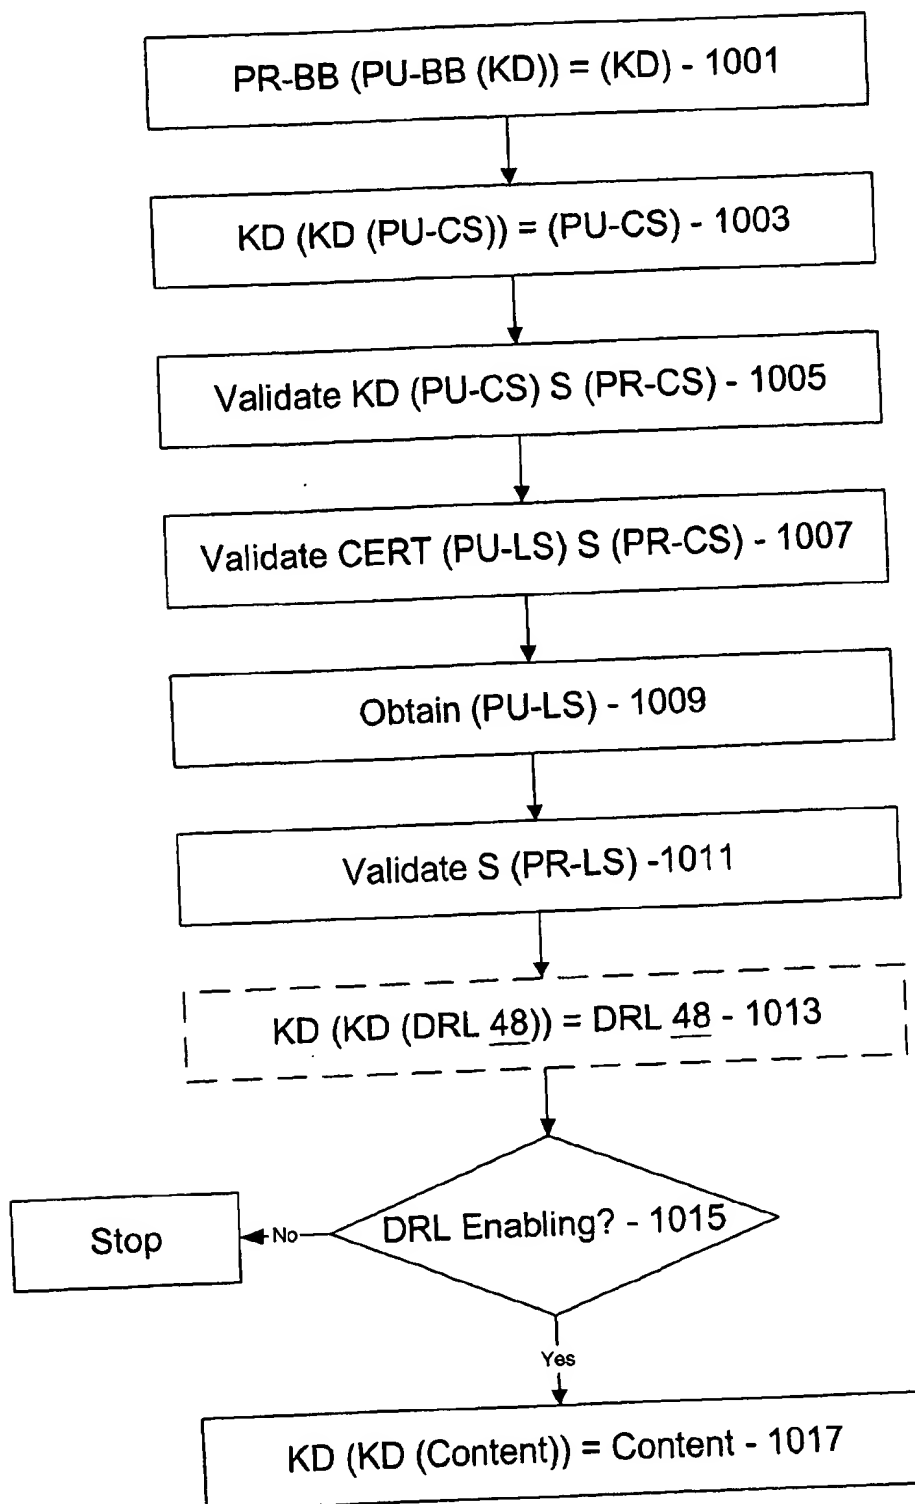 PR-BB (PU-BB (KD)) = (KD) - 1001
KD (KD (PU-CS)) = (PU-CS) - 1003
Validate KD (PU-CS) S (PR-CS) - 1005
Validate CERT (PU-LS) S (PR-CS) - 1007
Obtain (PU-LS) - 1009
Validate S (PR-LS) -1011
KD (KD (DRL 48)) = DRL 48 - 1013
DRL Enabling? - 1015
No
Stop
Yes
KD (KD (Content)) = Content - 1017